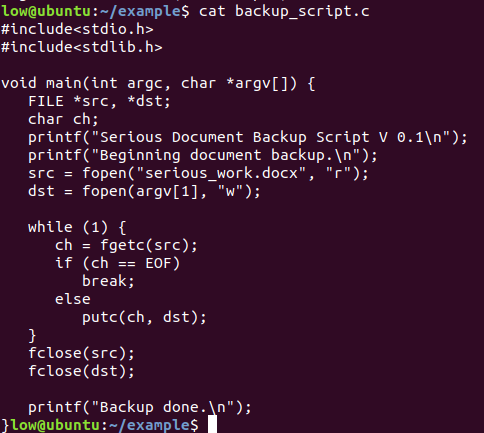 low@ubuntu:~/example$ cat backup_script.c
#include<stdio.h>
#include<stdlib.h>

void main(int argc, char *argv[]) {
   FILE *src, *dst;
   char ch;
   printf("Serious Document Backup Script V 0.1\n");
   printf("Beginning document backup.\n");
   src = fopen("serious_work.docx", "r");
   dst = fopen(argv[1], "w");

   while (1) {
      ch = fgetc(src);
      if (ch == EOF)
         break;
      else
         putc(ch, dst);
   }
   fclose(src);
   fclose(dst);

   printf("Backup done.\n");
}low@ubuntu:~/example$